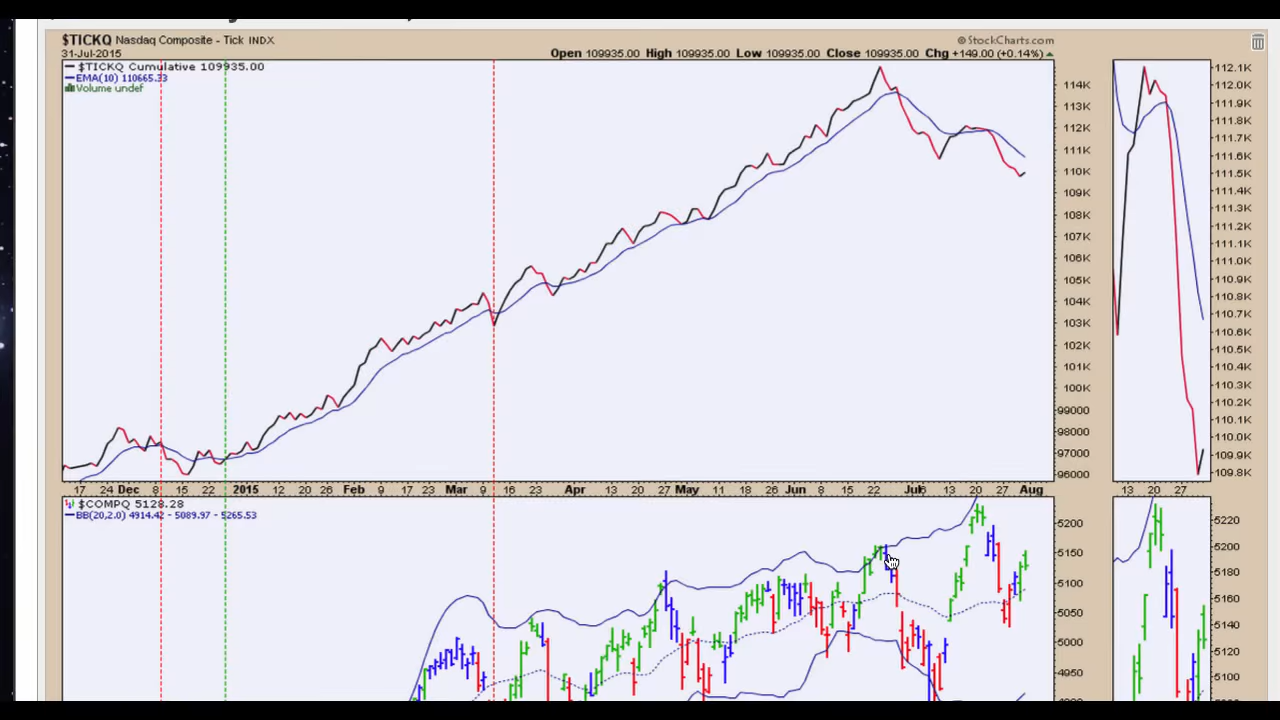 $TICKQ Nasdaq Composite - Tick INDX
© StockCharts.com
31-Jul-2015
Open 109935.00 High 109935.00 Low 109935.00 Close 109935.00 Chg +149.00 (+0.14%)
$TICKQ Cumulative 109935.00
EMA(10) 110665.33
Volume undef
114K
113K
112K
111K
110K
109K
108K
107K
106K
105K
104K
103K
102K
101K
100K
99000
98000
97000
96000
112.1K
112.0K
111.9K
111.8K
111.7K
111.6K
111.5K
111.4K
111.3K
111.2K
111.1K
111.0K
110.9K
110.8K
110.7K
110.6K
110.5K
110.4K
110.3K
110.2K
110.1K
110.0K
109.9K
109.8K
17 24 Dec 8 15 22 2015 12 20 26 Feb 9 17 23 Mar 9 16 23 Apr 13 20 27 May 11 18 26 Jun 8 15 22 Jul 6 13 20 27 Aug
13 20 27
$COMPQ 5128.28
BB(20,2.0) 4914.42 - 5089.97 - 5265.53
5200
5150
5100
5050
5000
4950
5220
5200
5180
5160
5140
5120
5100